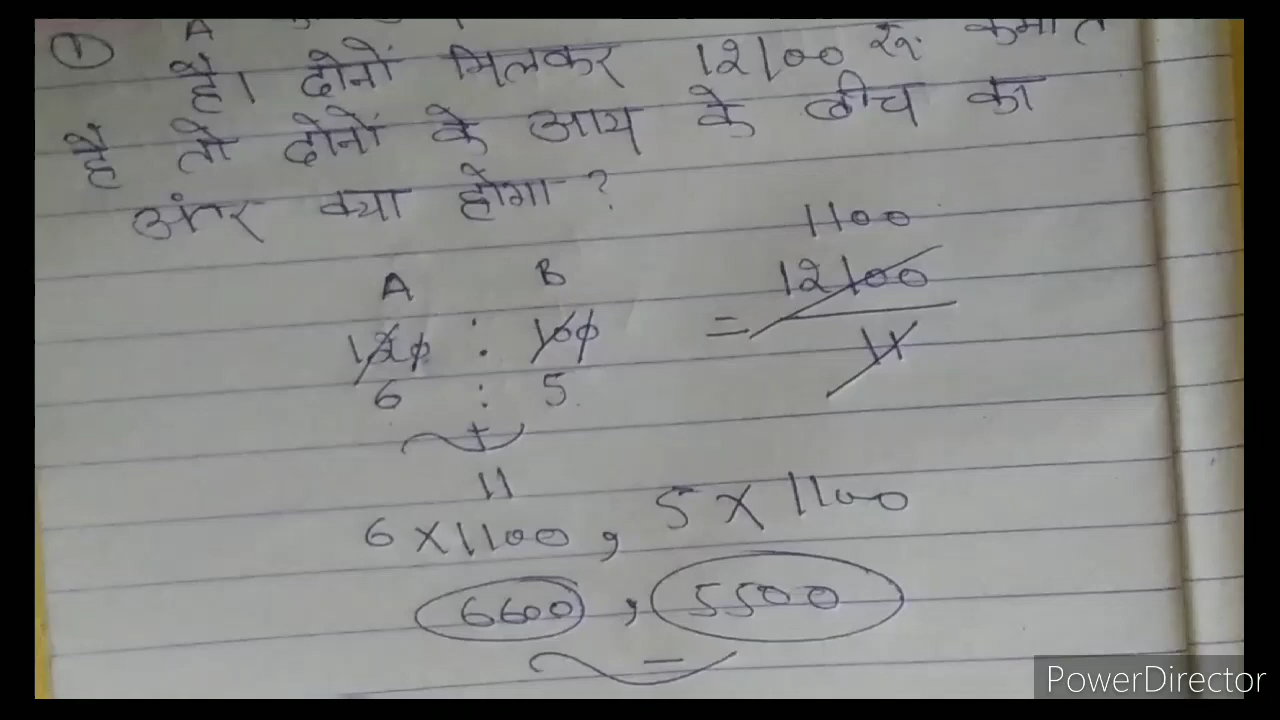 ① A
है। दोनों मिलकर 12100 रु. कमाते
है तो दोनों के आय के बीच का
अंतर क्या होगा ?
1100
A B = 12100
120 : 100 11
6 : 5
+
11
6 × 1100 , 5 × 1100
6600 , 5500
−
PowerDirector